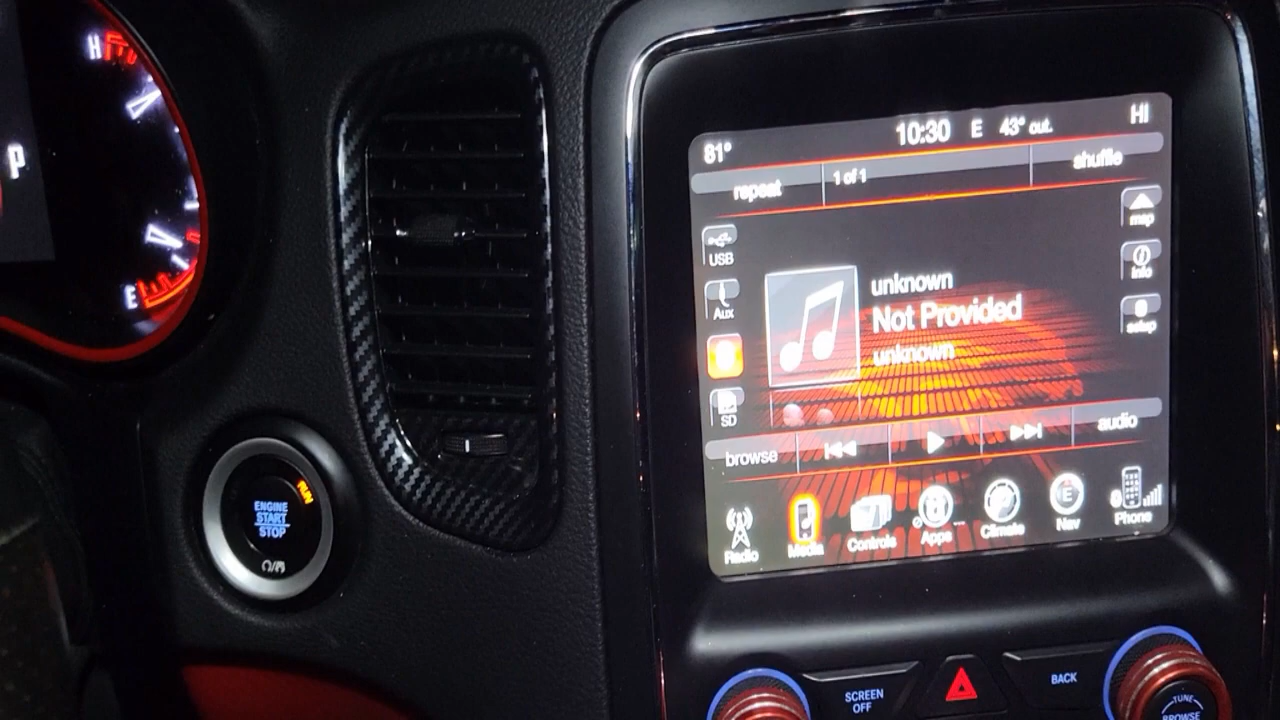 H
P
E
81°
10:30 E 43° out.
HI
repeat
1 of 1
shuffle
USB
Aux
SD
map
info
setup
unknown
Not Provided
unknown
browse
audio
Radio
Media
Controls
Apps
Climate
E
Nav
Phone
RUN
ENGINE
START
STOP
SCREEN
OFF
BACK
TUNE
BROWSE